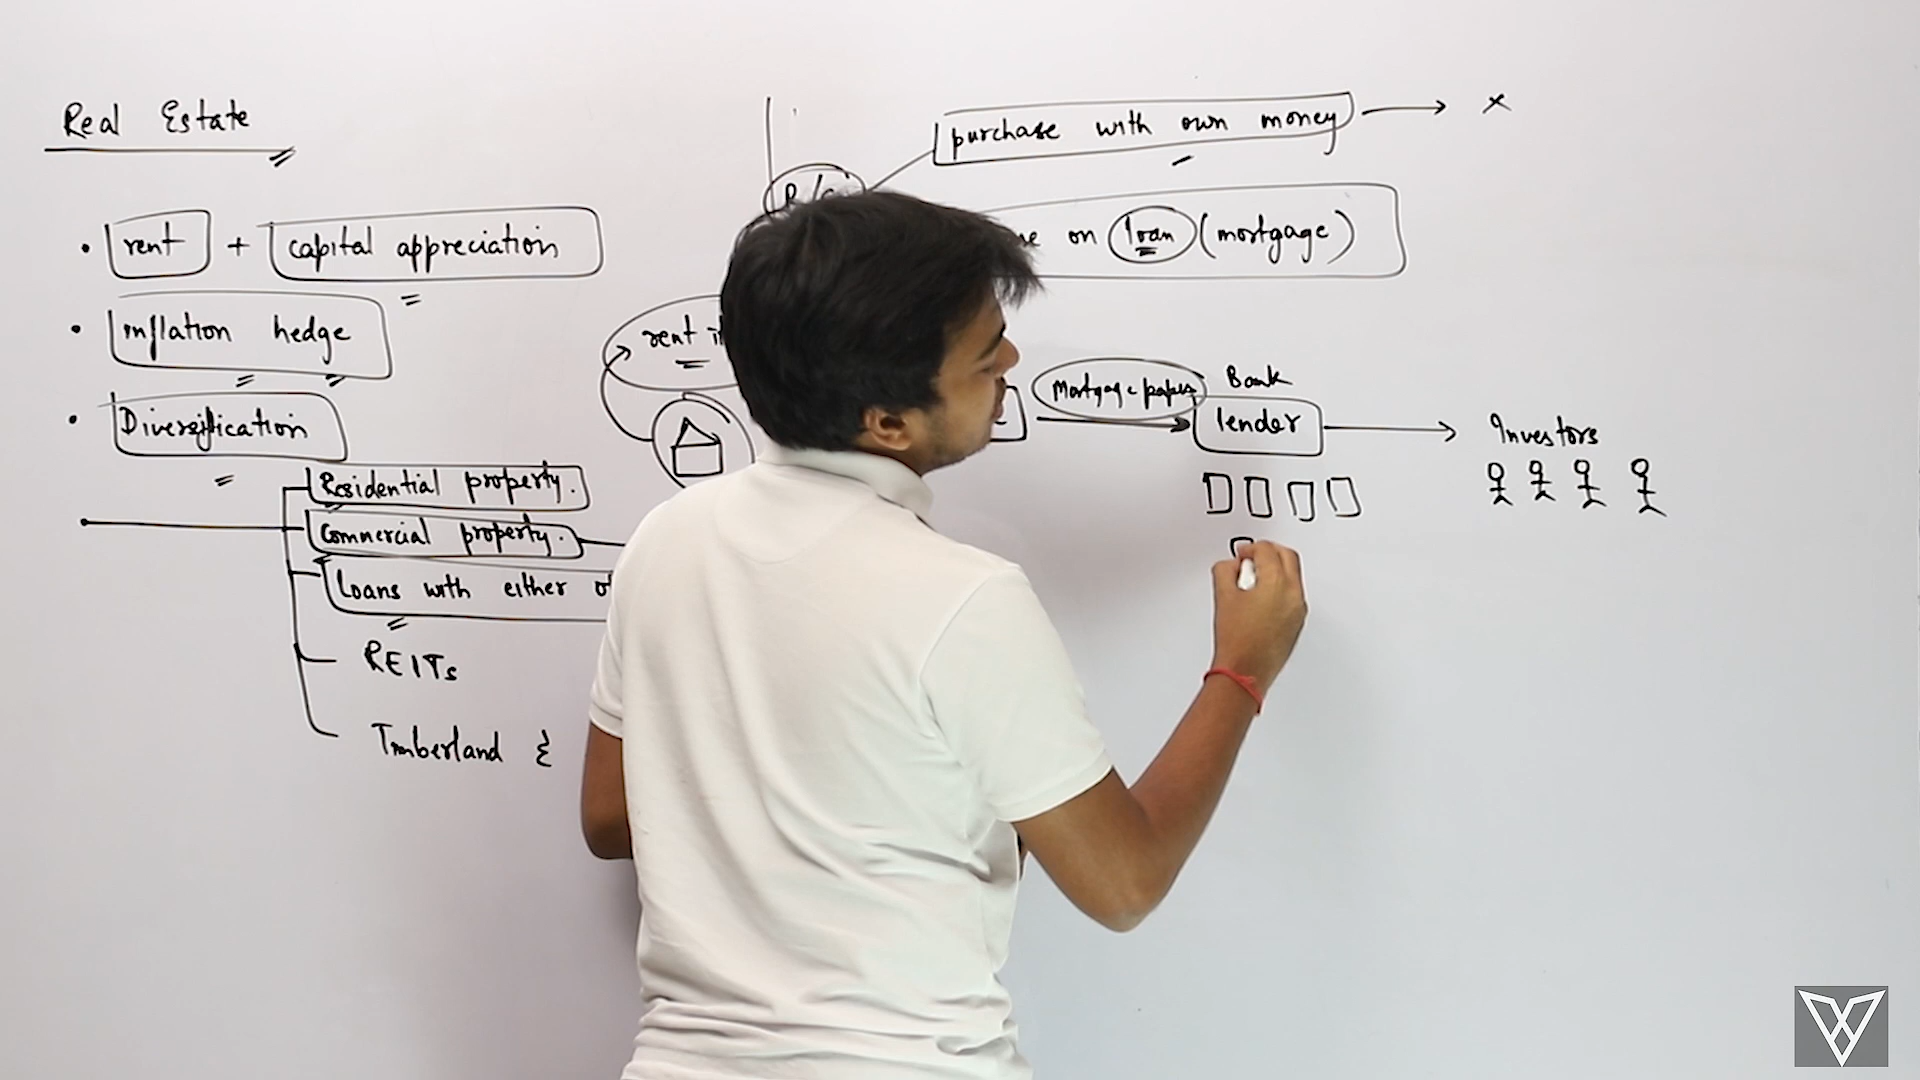 Real Estate
• rent + capital appreciation
• inflation hedge
• Diversification
Residential property.
Commercial property.
Loans with either
REITs
Timberland &
purchase with own money → x
on loan (mortgage)
rent
Mortgage papers
Bank
lender
Investors